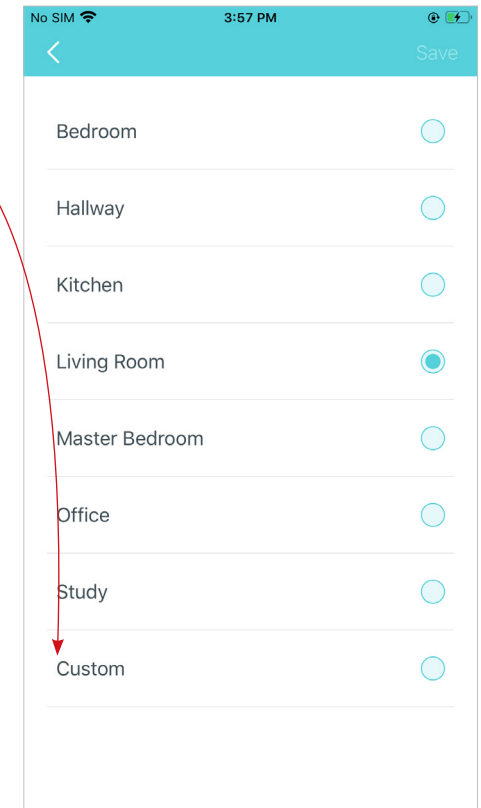 No SIM 3:57 PM
Save
Bedroom
Hallway
Kitchen
Living Room
Master Bedroom
Office
Study
Custom